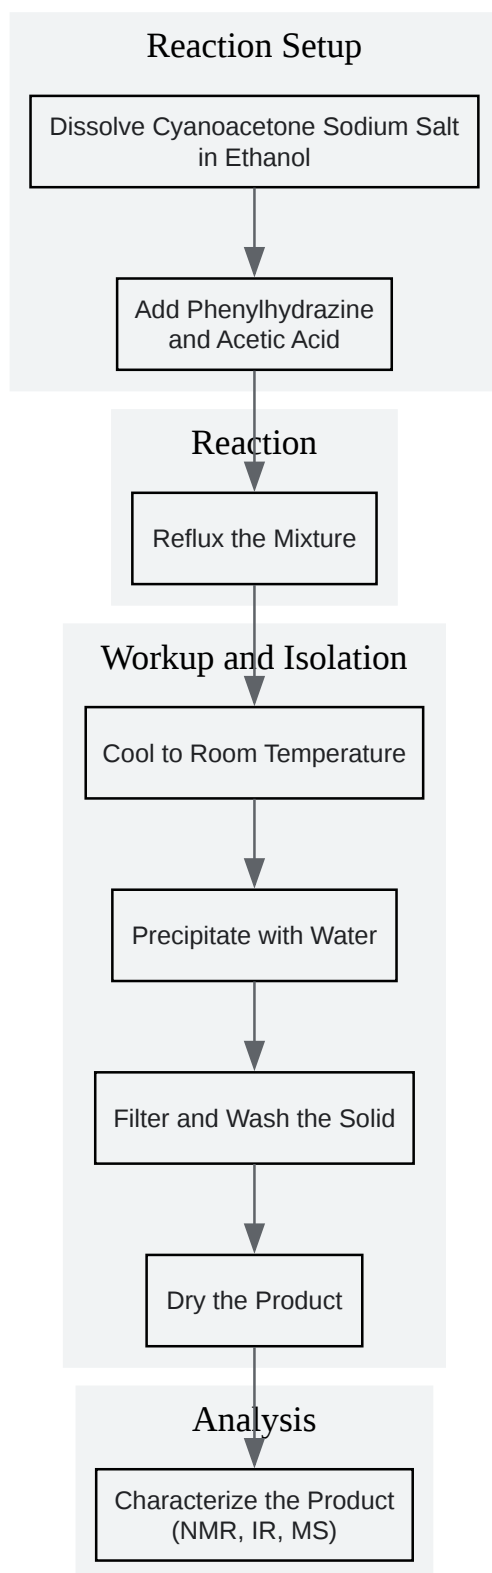 Reaction Setup
Dissolve Cyanoacetone Sodium Salt
in Ethanol
Add Phenylhydrazine
and Acetic Acid
Reaction
Reflux the Mixture
Workup and Isolation
Cool to Room Temperature
Precipitate with Water
Filter and Wash the Solid
Dry the Product
Analysis
Characterize the Product
(NMR, IR, MS)